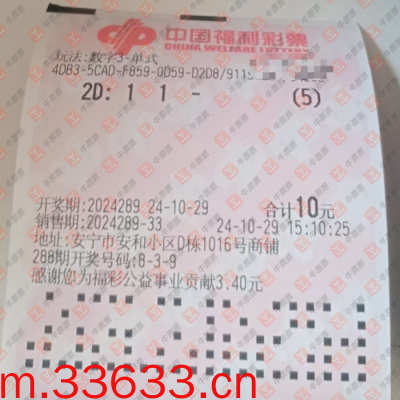 中国福利彩票
CHINA WELFARE LOTTERY
玩法:数字3-单式
4DB3-5CAD-F859-0D59-D2D8/9115
2D: 1 1 - (5)
开奖期:2024289 24-10-29 合计10元
销售期:2024289-33 24-10-29 15:10:25
地址:安宁市安和小区D栋1016号商铺
288期开奖号码:8-3-9
感谢您为福彩公益事业贡献3.40元
m.33633.cn